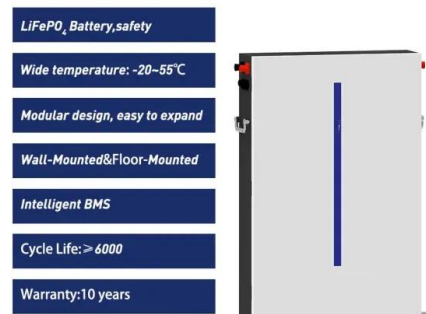 LiFePO₄ Battery,safety
Wide temperature: -20~55℃
Modular design, easy to expand
Wall-Mounted&Floor-Mounted
Intelligent BMS
Cycle Life:≥6000
Warranty:10 years